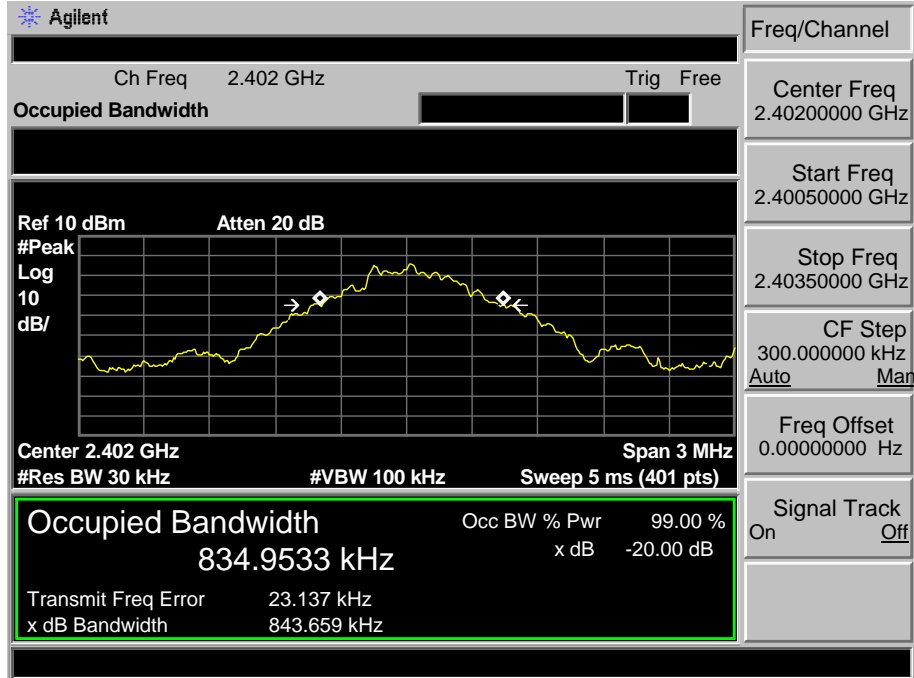 Agilent
Freq/Channel
Ch Freq 2.402 GHz Trig Free
Occupied Bandwidth
Center Freq
2.40200000 GHz
Start Freq
2.40050000 GHz
Stop Freq
2.40350000 GHz
CF Step
300.000000 kHz
Auto Man
Freq Offset
0.00000000 Hz
Signal Track
On Off
Ref 10 dBm Atten 20 dB
#Peak
Log
10
dB/
Center 2.402 GHz Span 3 MHz
#Res BW 30 kHz #VBW 100 kHz Sweep 5 ms (401 pts)
Occupied Bandwidth Occ BW % Pwr 99.00 %
834.9533 kHz x dB -20.00 dB
Transmit Freq Error 23.137 kHz
x dB Bandwidth 843.659 kHz